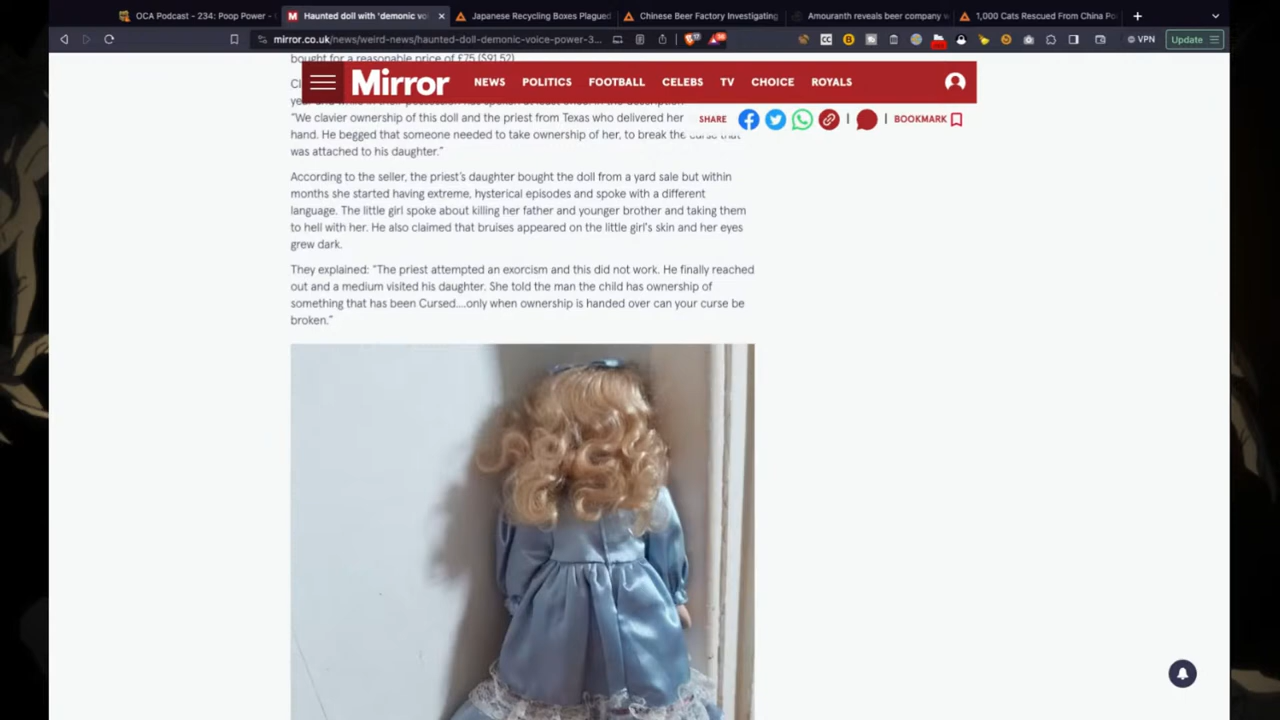 OCA Podcast - 234: Poop Power -
Haunted doll with 'demonic vo
Japanese Recycling Boxes Plagued
Chinese Beer Factory Investigating
Amouranth reveals beer company w
1,000 Cats Rescued From China Po
mirror.co.uk/news/weird-news/haunted-doll-demonic-voice-power-3...
VPN
Update
bought for a reasonable price of £75 ($91.52)
Mirror
NEWS
POLITICS
FOOTBALL
CELEBS
TV
CHOICE
ROYALS
SHARE
BOOKMARK
"We clavier ownership of this doll and the priest from Texas who delivered her
hand. He begged that someone needed to take ownership of her, to break the curse that
was attached to his daughter."
According to the seller, the priest's daughter bought the doll from a yard sale but within
months she started having extreme, hysterical episodes and spoke with a different
language. The little girl spoke about killing her father and younger brother and taking them
to hell with her. He also claimed that bruises appeared on the little girl's skin and her eyes
grew dark.
They explained: "The priest attempted an exorcism and this did not work. He finally reached
out and a medium visited his daughter. She told the man the child has ownership of
something that has been Cursed....only when ownership is handed over can your curse be
broken."